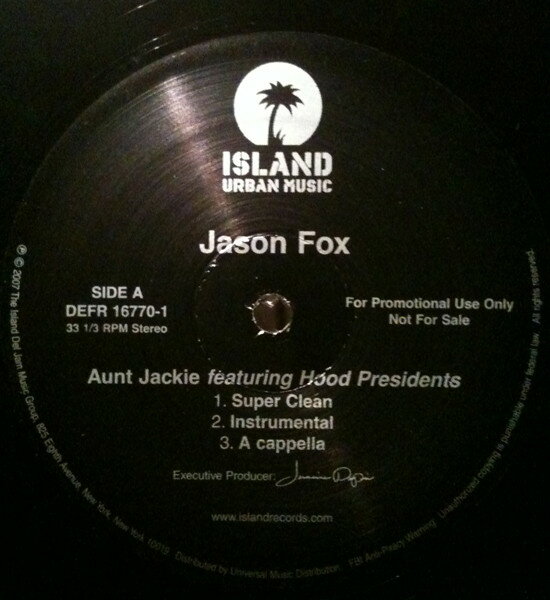 ISLAND
URBAN MUSIC
Jason Fox
SIDE A
DEFR 16770-1
33 1/3 RPM Stereo
For Promotional Use Only
Not For Sale
Aunt Jackie featuring Hood Presidents
1. Super Clean
2. Instrumental
3. A cappella
Executive Producer:
www.islandrecords.com
℗ © 2007 The Island Def Jam Music Group, 825 Eighth Avenue, New York, New York 10019 Distributed by Universal Music Distribution. FBI Anti-Piracy Warning: Unauthorized copying is punishable under federal law. All rights reserved.